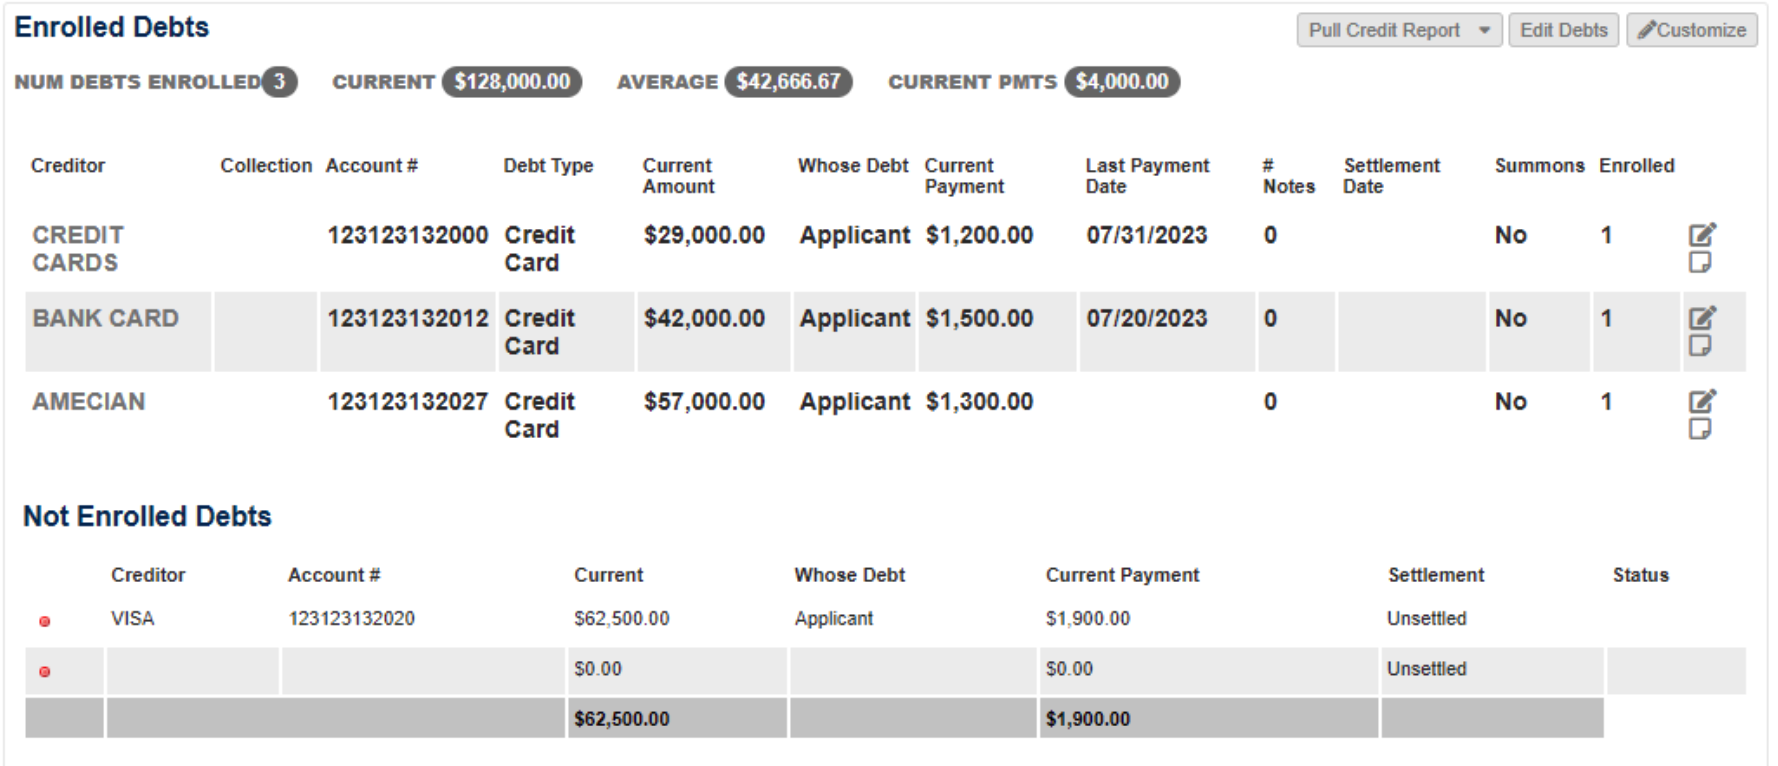 Enrolled Debts
Pull Credit Report Edit Debts Customize
NUM DEBTS ENROLLED 3 CURRENT $128,000.00 AVERAGE $42,666.67 CURRENT PMTS $4,000.00
Creditor Collection Account # Debt Type Current Amount Whose Debt Current Payment Last Payment Date # Notes Settlement Date Summons Enrolled
CREDIT CARDS 123123132000 Credit Card $29,000.00 Applicant $1,200.00 07/31/2023 0 No 1
BANK CARD 123123132012 Credit Card $42,000.00 Applicant $1,500.00 07/20/2023 0 No 1
AMECIAN 123123132027 Credit Card $57,000.00 Applicant $1,300.00 0 No 1
Not Enrolled Debts
Creditor Account # Current Whose Debt Current Payment Settlement Status
VISA 123123132020 $62,500.00 Applicant $1,900.00 Unsettled
$0.00 $0.00 Unsettled
$62,500.00 $1,900.00